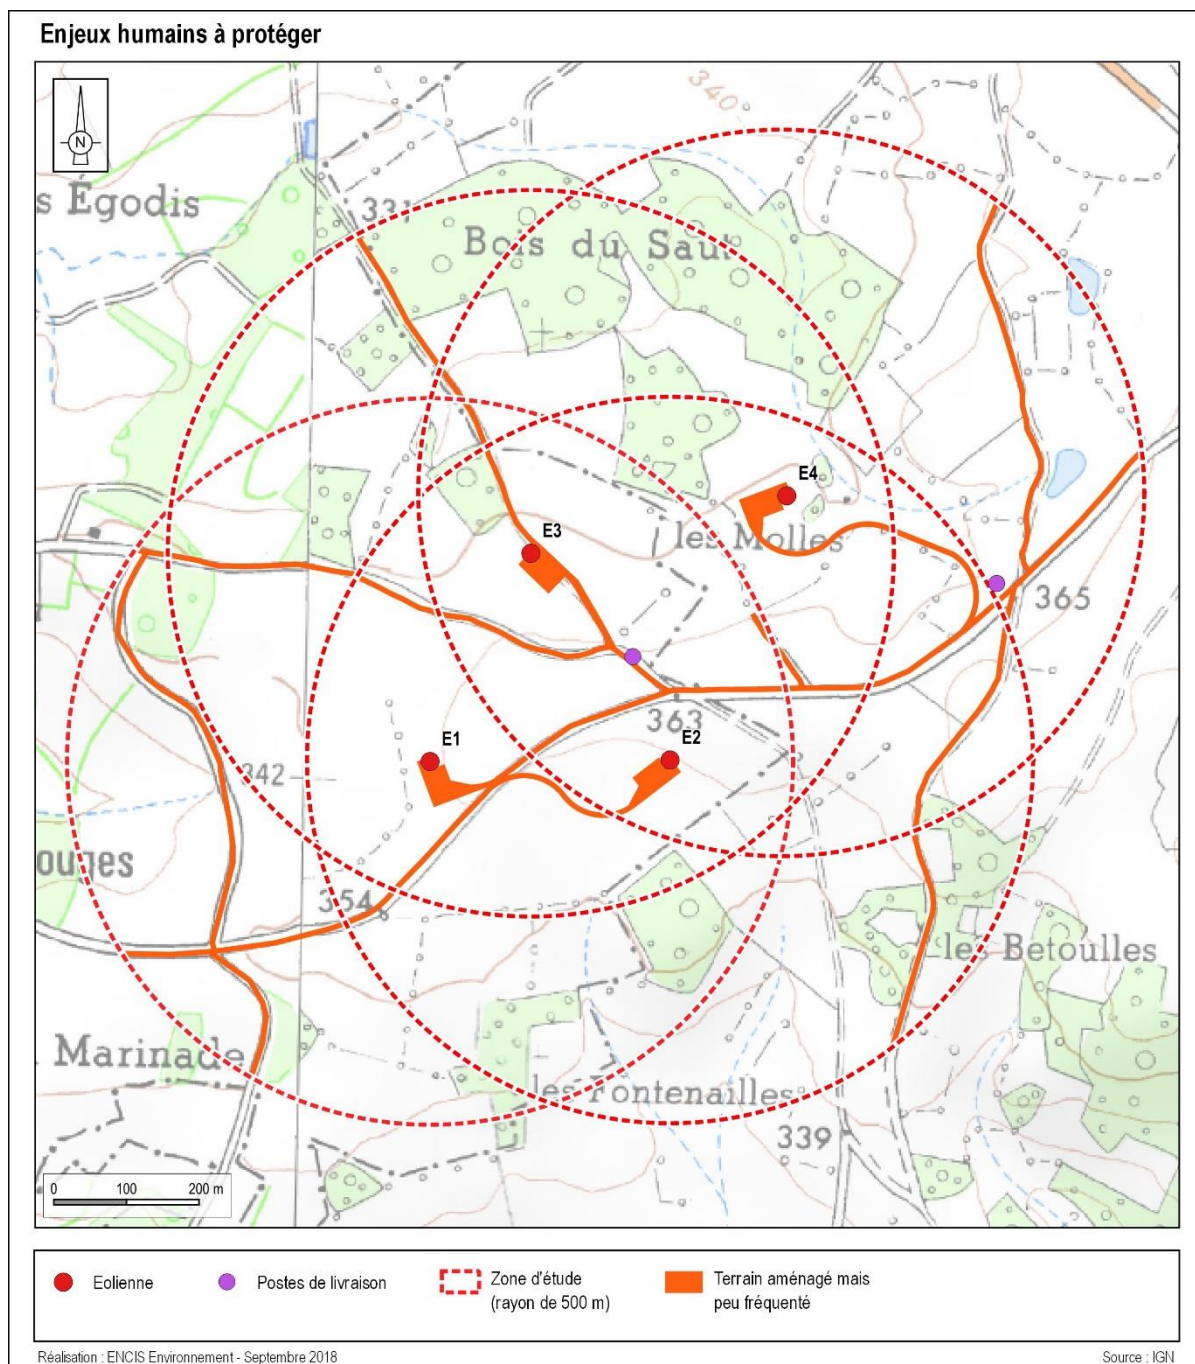 Enjeux humains à protéger
N
340
s Egodis
331
Bois du Saut
E4
les Molles
E3
365
363
E1
E2
342
ouges
354
les Betoulles
Marinade
les Fontenailles
339
0 100 200 m
Eolienne
Postes de livraison
Zone d'étude
(rayon de 500 m)
Terrain aménagé mais
peu fréquenté
Réalisation : ENCIS Environnement - Septembre 2018
Source : IGN